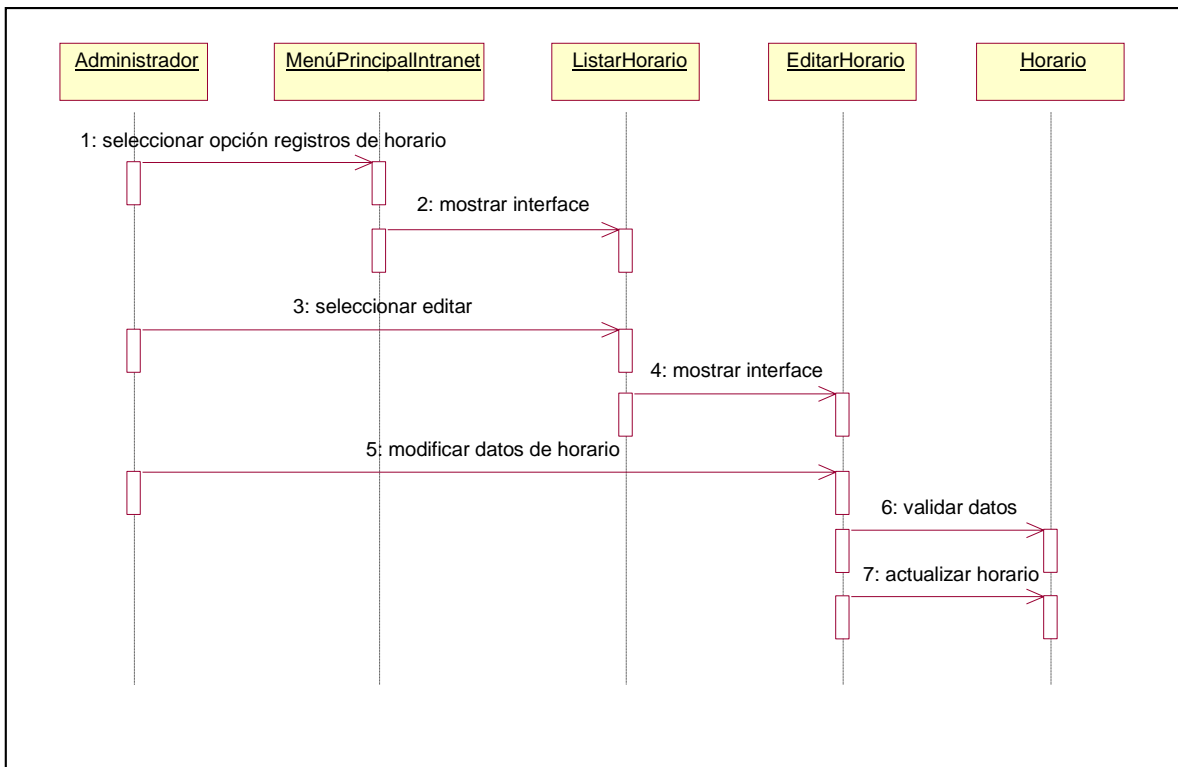 Administrador
MenúPrincipalIntranet
ListarHorario
EditarHorario
Horario
1: seleccionar opción registros de horario
2: mostrar interface
3: seleccionar editar
4: mostrar interface
5: modificar datos de horario
6: validar datos
7: actualizar horario